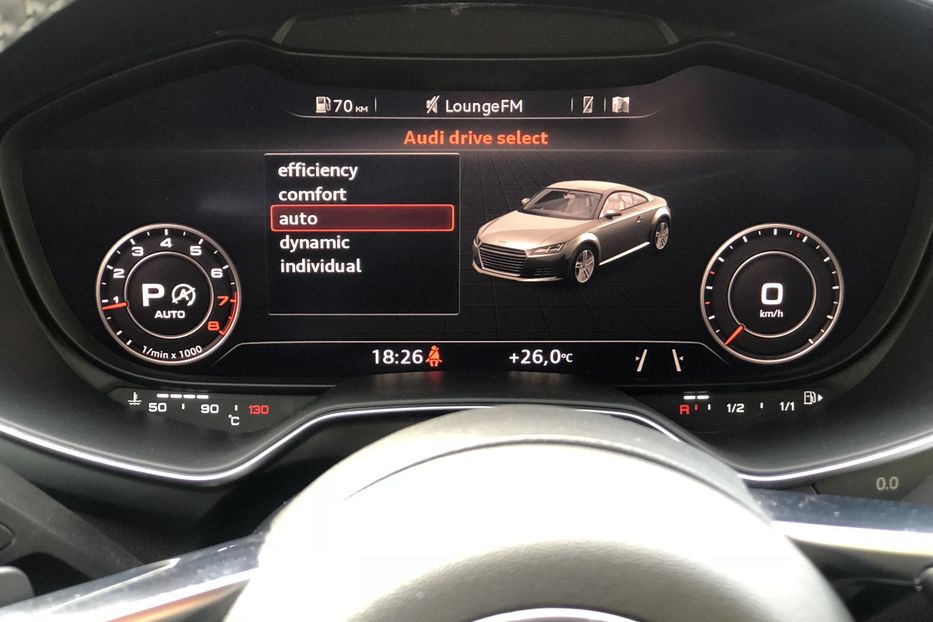 70 KM LoungeFM
Audi drive select
efficiency
comfort
auto
dynamic
individual
1 2 3 4 5 6 7 8
P
AUTO
1/min x 1000
0
km/h
18:26 +26,0°C
50 90 130
°C
R 1/2 1/1
0.0